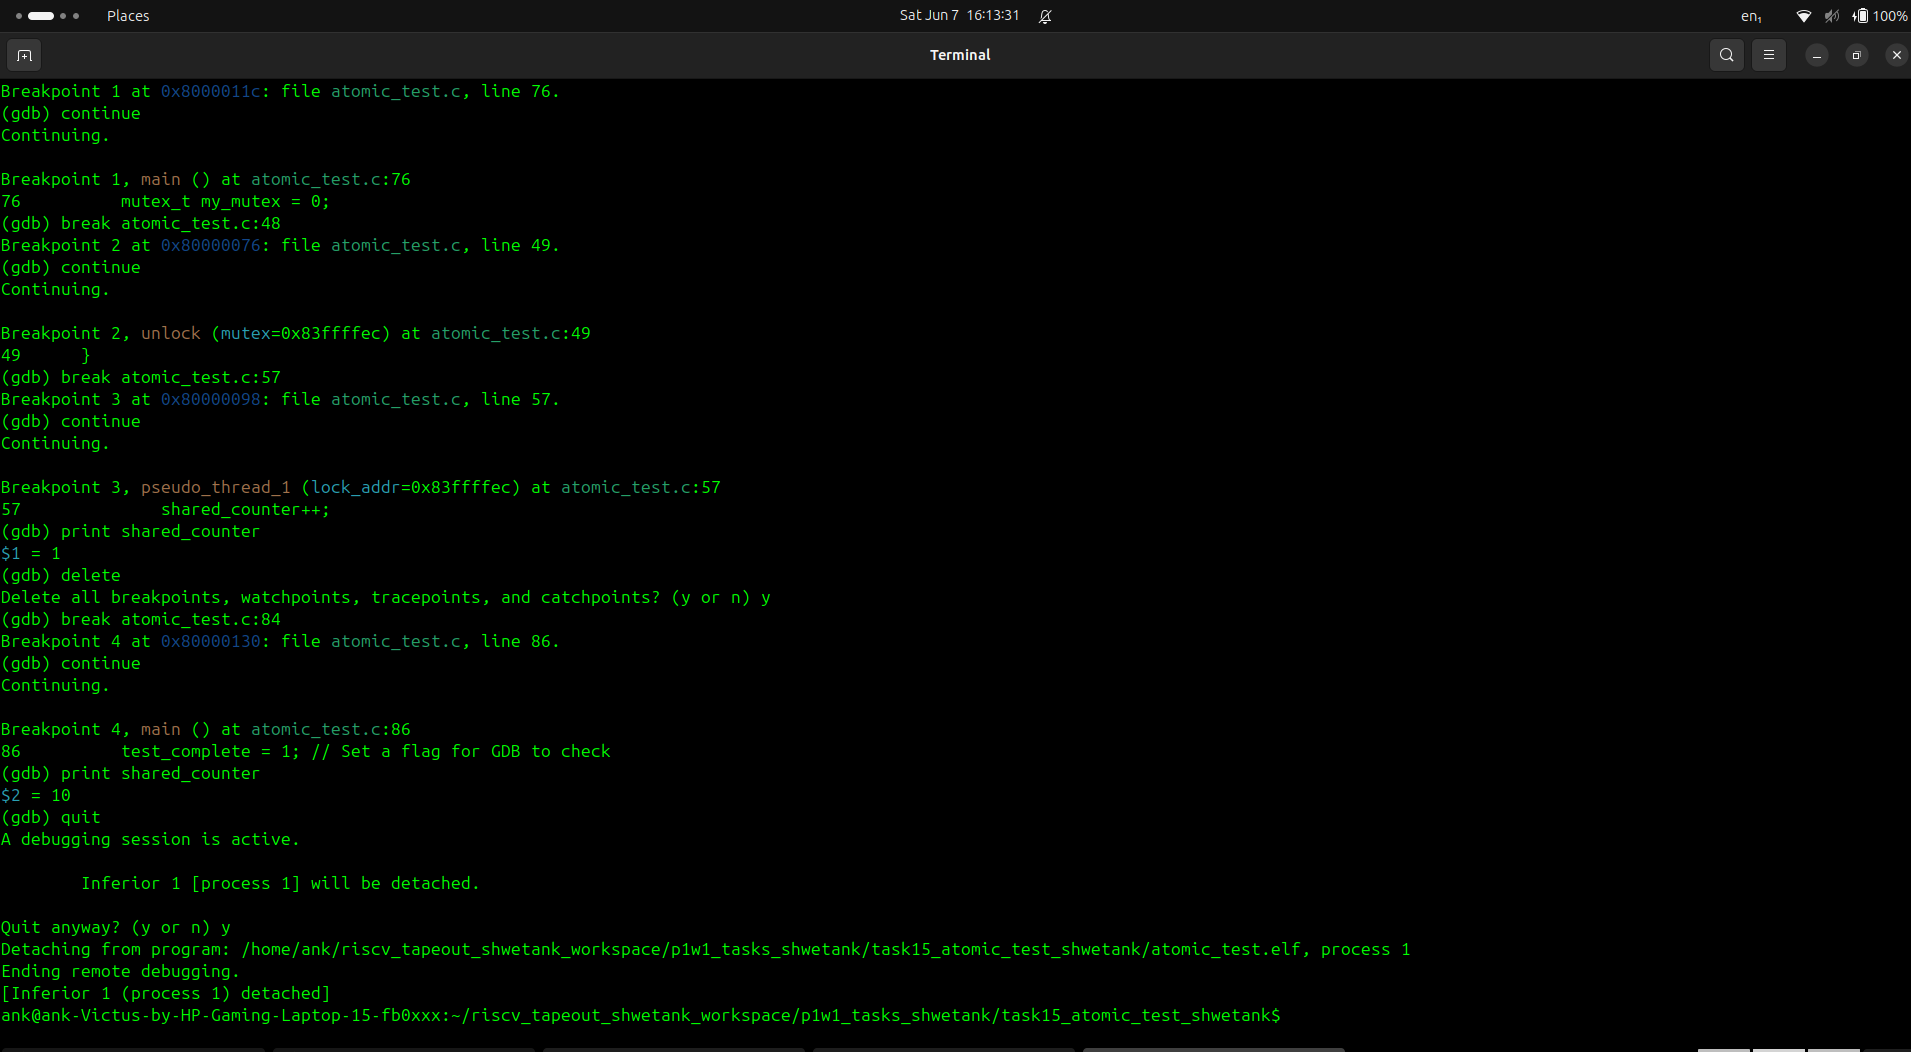 Places
Sat Jun 7 16:13:31
en₁
100%
Terminal
Breakpoint 1 at 0x8000011c: file atomic_test.c, line 76.
(gdb) continue
Continuing.
Breakpoint 1, main () at atomic_test.c:76
76          mutex_t my_mutex = 0;
(gdb) break atomic_test.c:48
Breakpoint 2 at 0x80000076: file atomic_test.c, line 49.
(gdb) continue
Continuing.
Breakpoint 2, unlock (mutex=0x83ffffec) at atomic_test.c:49
49      }
(gdb) break atomic_test.c:57
Breakpoint 3 at 0x80000098: file atomic_test.c, line 57.
(gdb) continue
Continuing.
Breakpoint 3, pseudo_thread_1 (lock_addr=0x83ffffec) at atomic_test.c:57
57              shared_counter++;
(gdb) print shared_counter
$1 = 1
(gdb) delete
Delete all breakpoints, watchpoints, tracepoints, and catchpoints? (y or n) y
(gdb) break atomic_test.c:84
Breakpoint 4 at 0x80000130: file atomic_test.c, line 86.
(gdb) continue
Continuing.
Breakpoint 4, main () at atomic_test.c:86
86          test_complete = 1; // Set a flag for GDB to check
(gdb) print shared_counter
$2 = 10
(gdb) quit
A debugging session is active.
        Inferior 1 [process 1] will be detached.
Quit anyway? (y or n) y
Detaching from program: /home/ank/riscv_tapeout_shwetank_workspace/p1w1_tasks_shwetank/task15_atomic_test_shwetank/atomic_test.elf, process 1
Ending remote debugging.
[Inferior 1 (process 1) detached]
ank@ank-Victus-by-HP-Gaming-Laptop-15-fb0xxx:~/riscv_tapeout_shwetank_workspace/p1w1_tasks_shwetank/task15_atomic_test_shwetank$